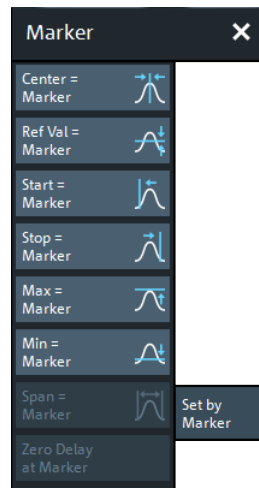 Marker
Center =
Marker
Ref Val =
Marker
Start =
Marker
Stop =
Marker
Max =
Marker
Min =
Marker
Span =
Marker
Set by
Marker
Zero Delay
at Marker